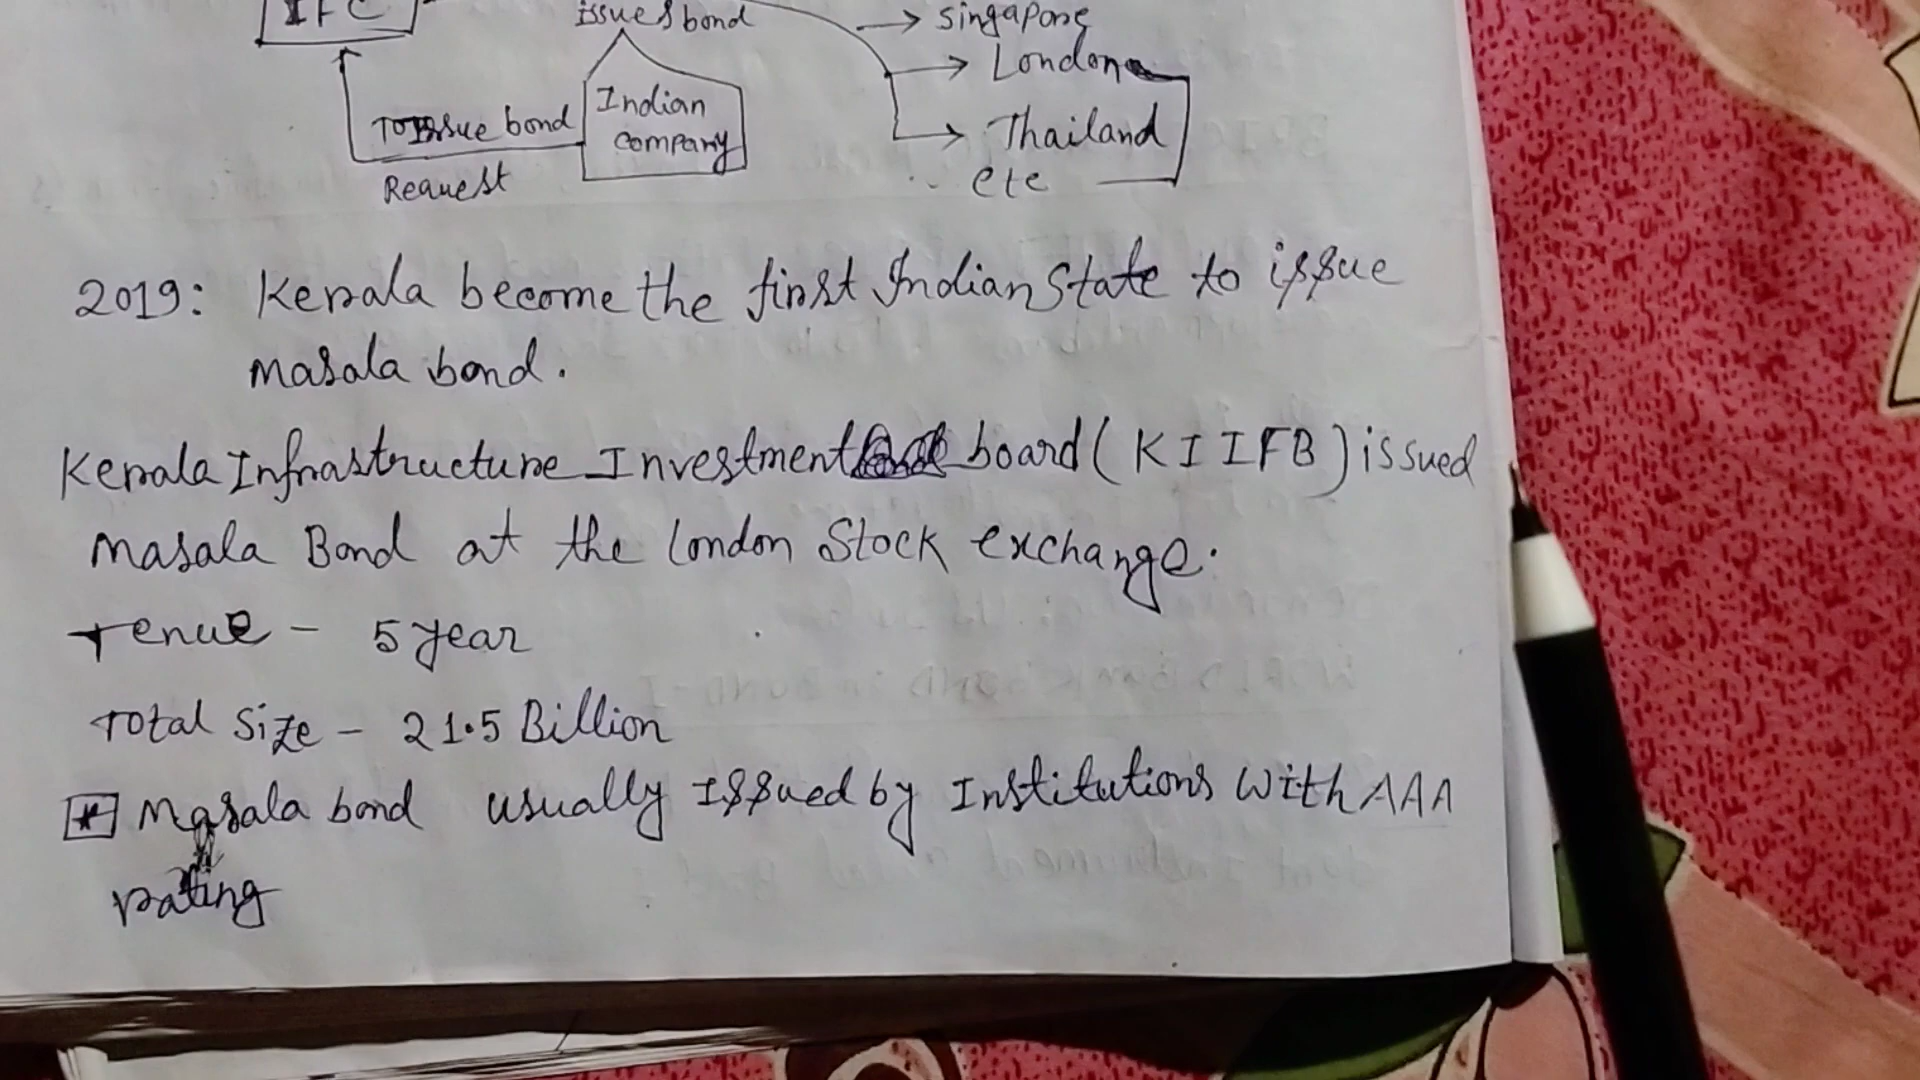 IFC
issues bond
→ singapore
→ London
→ Thailand
etc
Indian
company
To Issue bond
Request
2019: Kerala become the first Indian State to issue
masala bond.
Kerala Infrastructure Investment board (KIIFB) issued
masala Bond at the London Stock exchange.
Tenue - 5 year
Total Size - 21.5 Billion
* Masala bond usually Issued by Institutions With AAA
rating